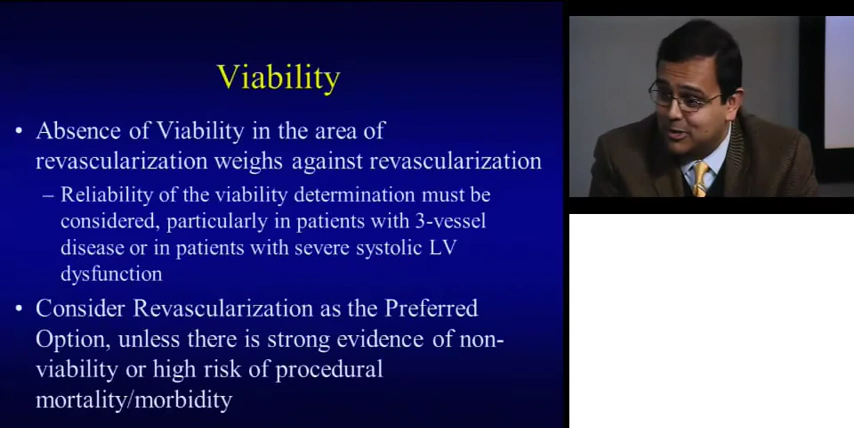 Viability
• Absence of Viability in the area of
revascularization weighs against revascularization
– Reliability of the viability determination must be
considered, particularly in patients with 3-vessel
disease or in patients with severe systolic LV
dysfunction
• Consider Revascularization as the Preferred
Option, unless there is strong evidence of non-
viability or high risk of procedural
mortality/morbidity